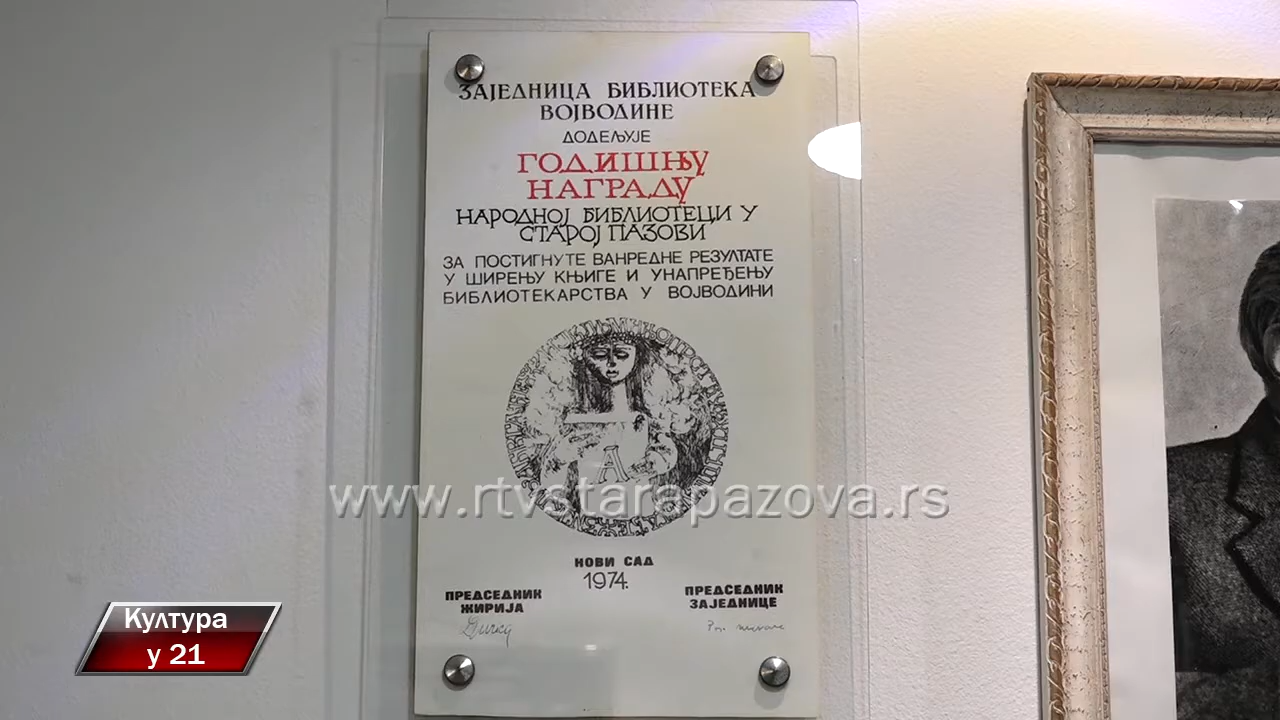 ЗАЈЕДНИЦА БИБЛИОТЕКА
ВОЈВОДИНЕ
ДОДЕЉУЈЕ
ГОДИШЊУ
НАГРАДУ
НАРОДНОЈ БИБЛИОТЕЦИ У
СТАРОЈ ПАЗОВИ
ЗА ПОСТИГНУТЕ ВАНРЕДНЕ РЕЗУЛТАТЕ
У ШИРЕЊУ КЊИГЕ И УНАПРЕЂЕЊУ
БИБЛИОТЕКАРСТВА У ВОЈВОДИНИ
А
www.rtvstarapazova.rs
НОВИ САД
1974.
ПРЕДСЕДНИК
ЖИРИЈА
ПРЕДСЕДНИК
ЗАЈЕДНИЦЕ
Култура
у 21